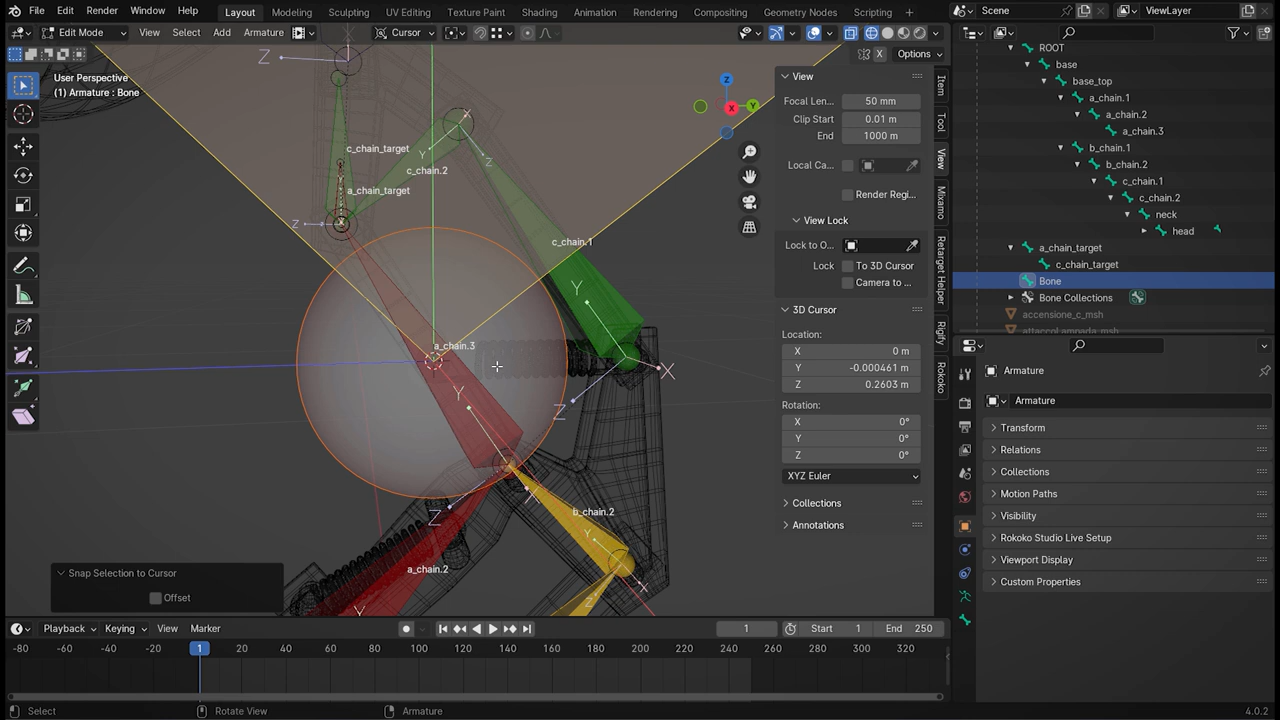 File Edit Render Window Help Layout Modeling Sculpting UV Editing Texture Paint Shading Animation Rendering Compositing Geometry Nodes Scripting + Scene ViewLayer
Edit Mode View Select Add Armature Cursor
X Options
User Perspective
(1) Armature : Bone
Z
X
Z
Y
X
c_chain_target
Y
Z
c_chain.2
a_chain_target
Z
X
c_chain.1
Y
a_chain.3
X
Z
Y
X
Z
b_chain.2
Y
X
Z
a_chain.2
Y
Snap Selection to Cursor
Offset
View
Focal Len... 50 mm
Clip Start 0.01 m
End 1000 m
Local Ca...
Render Regi...
View Lock
Lock to O...
Lock To 3D Cursor
Camera to ...
3D Cursor
Location:
X 0 m
Y -0.000461 m
Z 0.2603 m
Rotation:
X 0°
Y 0°
Z 0°
XYZ Euler
Collections
Annotations
Item
Tool
View
Mixamo
Retarget Helper
Rigify
Rokoko
ROOT
base
base_top
a_chain.1
a_chain.2
a_chain.3
b_chain.1
b_chain.2
c_chain.1
c_chain.2
neck
head
a_chain_target
c_chain_target
Bone
Bone Collections
accensione_c_msh
Armature
Armature
Transform
Relations
Collections
Motion Paths
Visibility
Rokoko Studio Live Setup
Viewport Display
Custom Properties
Playback Keying View Marker 1 Start 1 End 250
-80 -60 -40 -20 1 20 40 60 80 100 120 140 160 180 200 220 240 260 280 300 320
Select Rotate View Armature 4.0.2